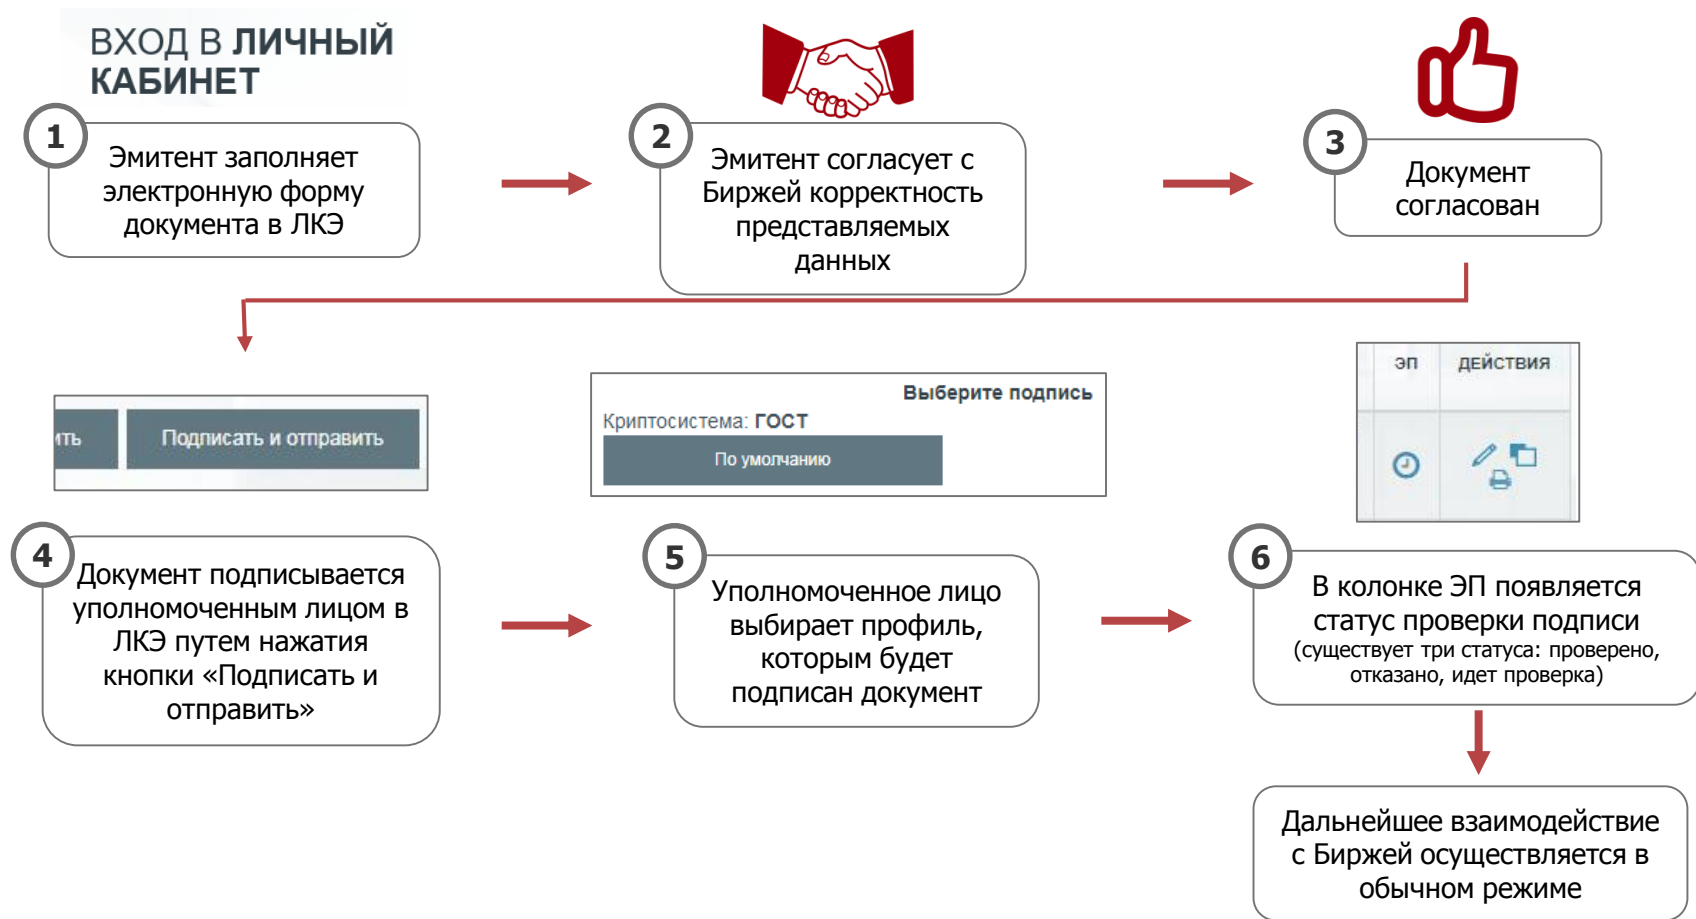 ВХОД В ЛИЧНЫЙ
КАБИНЕТ
1
Эмитент заполняет
электронную форму
документа в ЛКЭ
2
Эмитент согласует с
Биржей корректность
представляемых
данных
3
Документ
согласован
ить
Подписать и отправить
4
Документ подписывается
уполномоченным лицом в
ЛКЭ путем нажатия
кнопки «Подписать и
отправить»
Выберите подпись
Криптосистема: ГОСТ
По умолчанию
5
Уполномоченное лицо
выбирает профиль,
которым будет
подписан документ
ЭП ДЕЙСТВИЯ
6
В колонке ЭП появляется
статус проверки подписи
(существует три статуса: проверено,
отказано, идет проверка)
Дальнейшее взаимодействие
с Биржей осуществляется в
обычном режиме